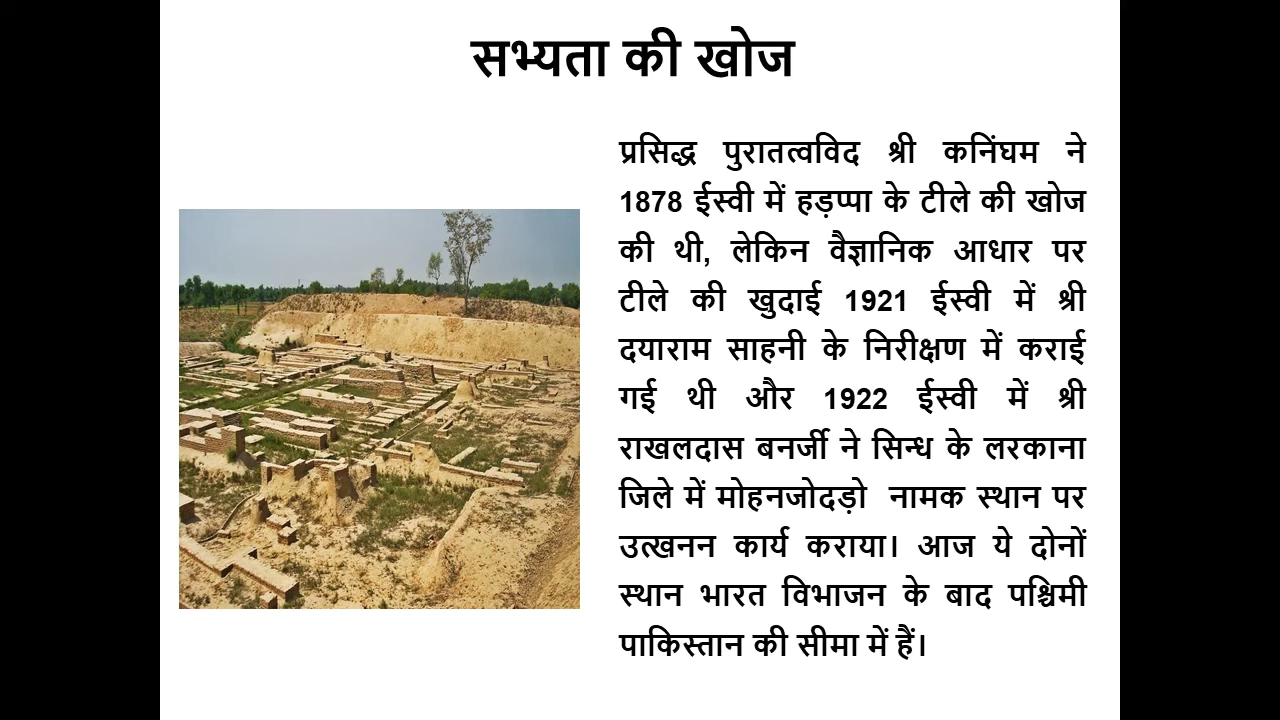 सभ्यता की खोज
प्रसिद्ध पुरातत्वविद श्री कनिंघम ने
1878 ईस्वी में हड़प्पा के टीले की खोज
की थी, लेकिन वैज्ञानिक आधार पर
टीले की खुदाई 1921 ईस्वी में श्री
दयाराम साहनी के निरीक्षण में कराई
गई थी और 1922 ईस्वी में श्री
राखलदास बनर्जी ने सिन्ध के लरकाना
जिले में मोहनजोदड़ो नामक स्थान पर
उत्खनन कार्य कराया। आज ये दोनों
स्थान भारत विभाजन के बाद पश्चिमी
पाकिस्तान की सीमा में हैं।